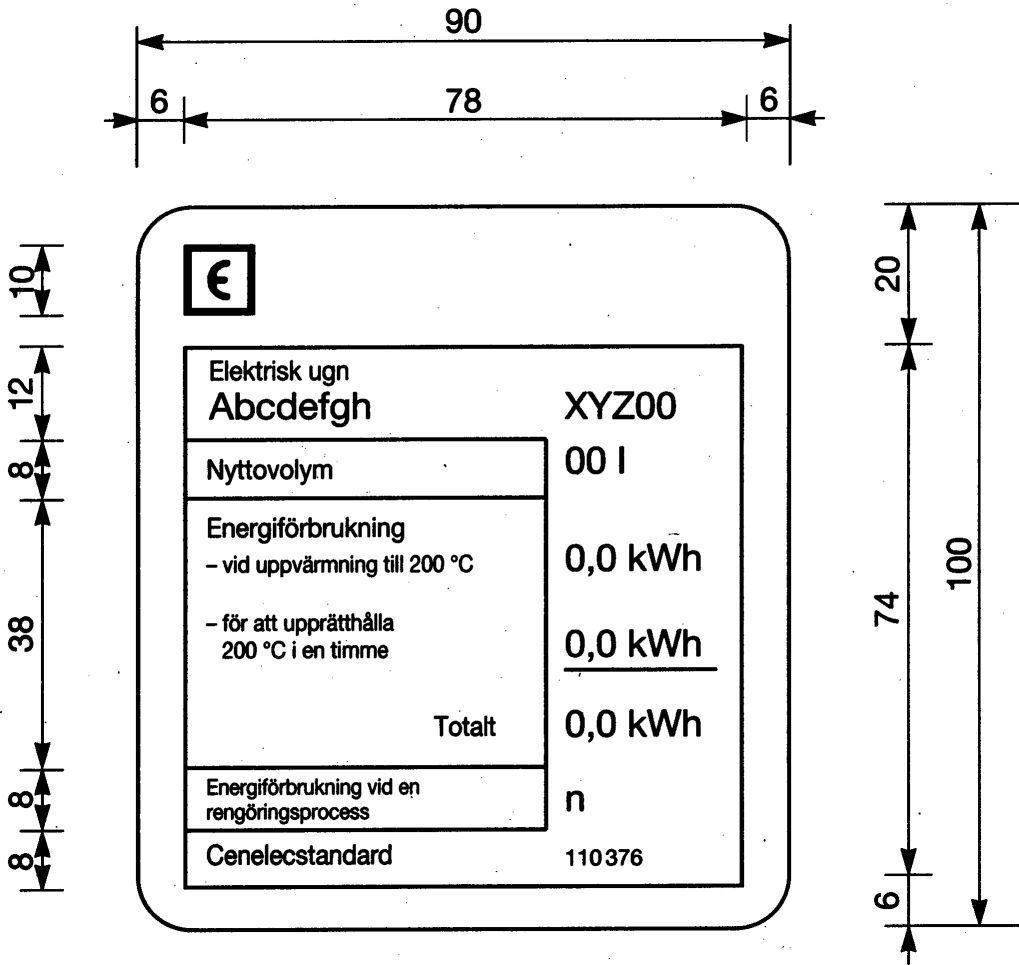 90
6 78 6
10
12
8
38
8
8
20
74
6
100
Є
Elektrisk ugn
Abcdefgh XYZ00
Nyttovolym 00 l
Energiförbrukning
– vid uppvärmning till 200 °C 0,0 kWh
– för att upprätthålla
200 °C i en timme 0,0 kWh
Totalt 0,0 kWh
Energiförbrukning vid en
rengöringsprocess n
Cenelecstandard 110 376